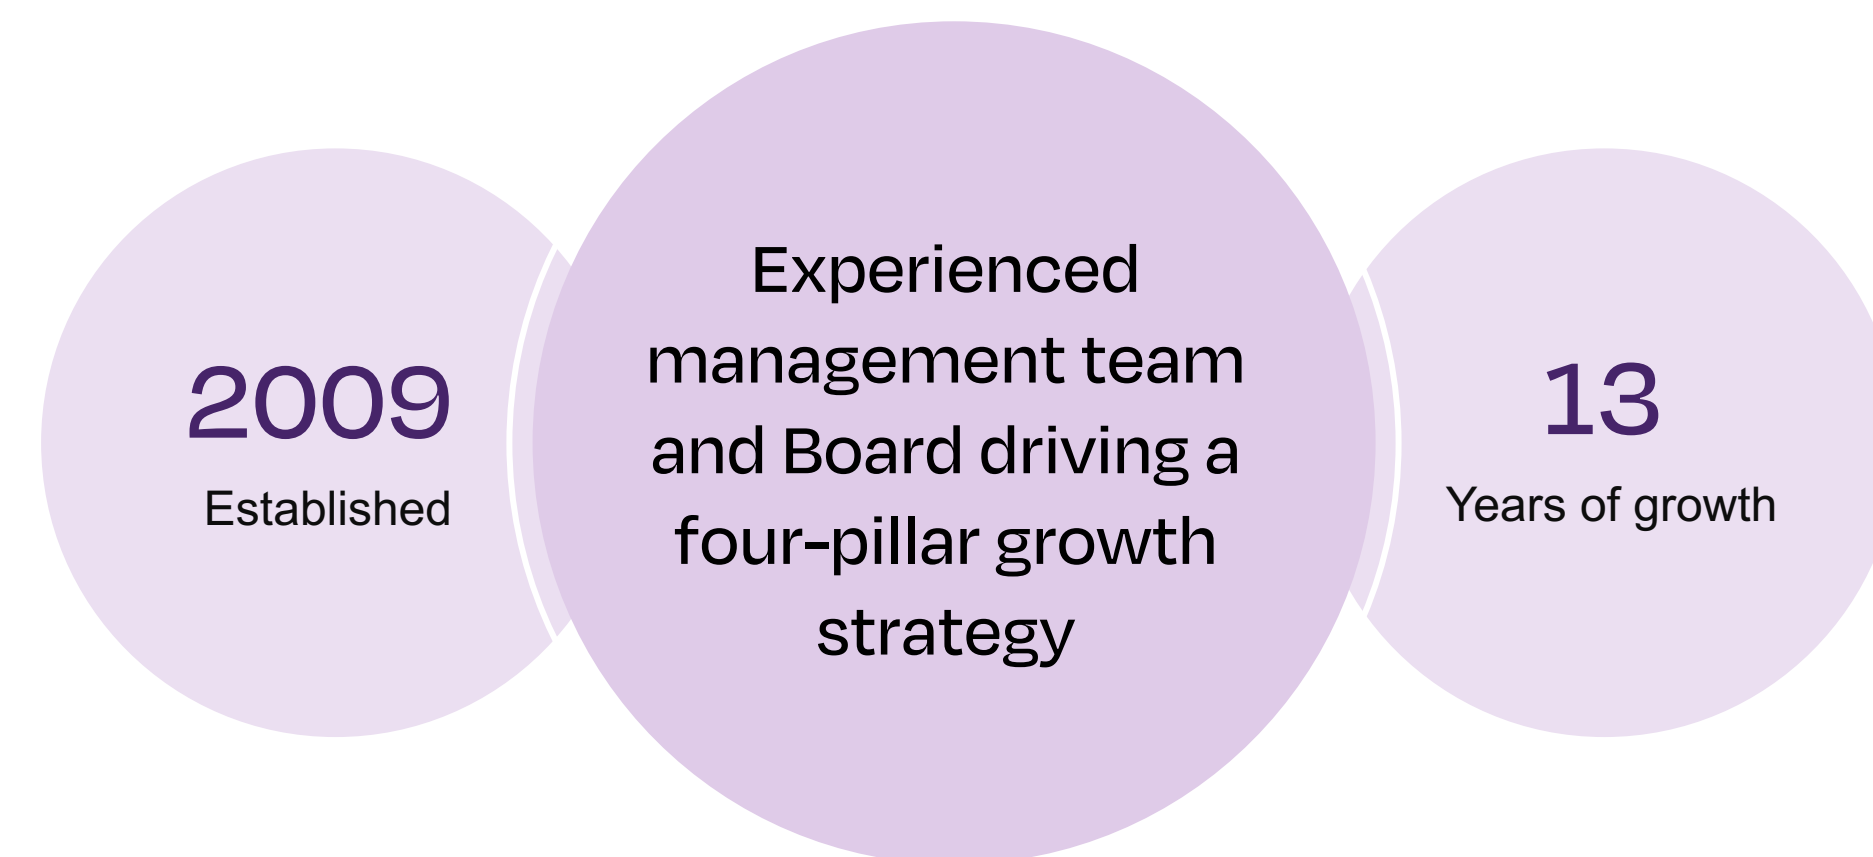 2009
Established
Experienced
management team
and Board driving a
four-pillar growth
strategy
13
Years of growth